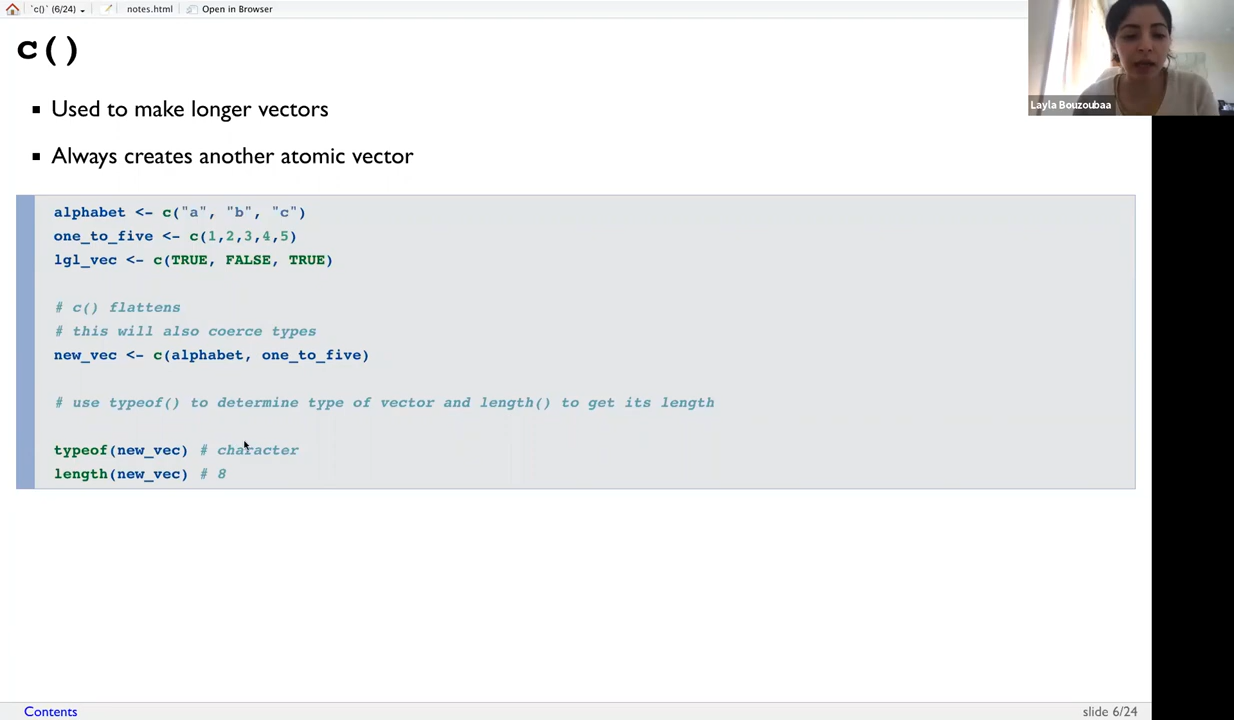 `c()` (6/24) notes.html Open in Browser
c()
Layla Bouzoubaa
▪ Used to make longer vectors
▪ Always creates another atomic vector
alphabet <- c("a", "b", "c")
one_to_five <- c(1,2,3,4,5)
lgl_vec <- c(TRUE, FALSE, TRUE)
# c() flattens
# this will also coerce types
new_vec <- c(alphabet, one_to_five)
# use typeof() to determine type of vector and length() to get its length
typeof(new_vec) # character
length(new_vec) # 8
Contents slide 6/24